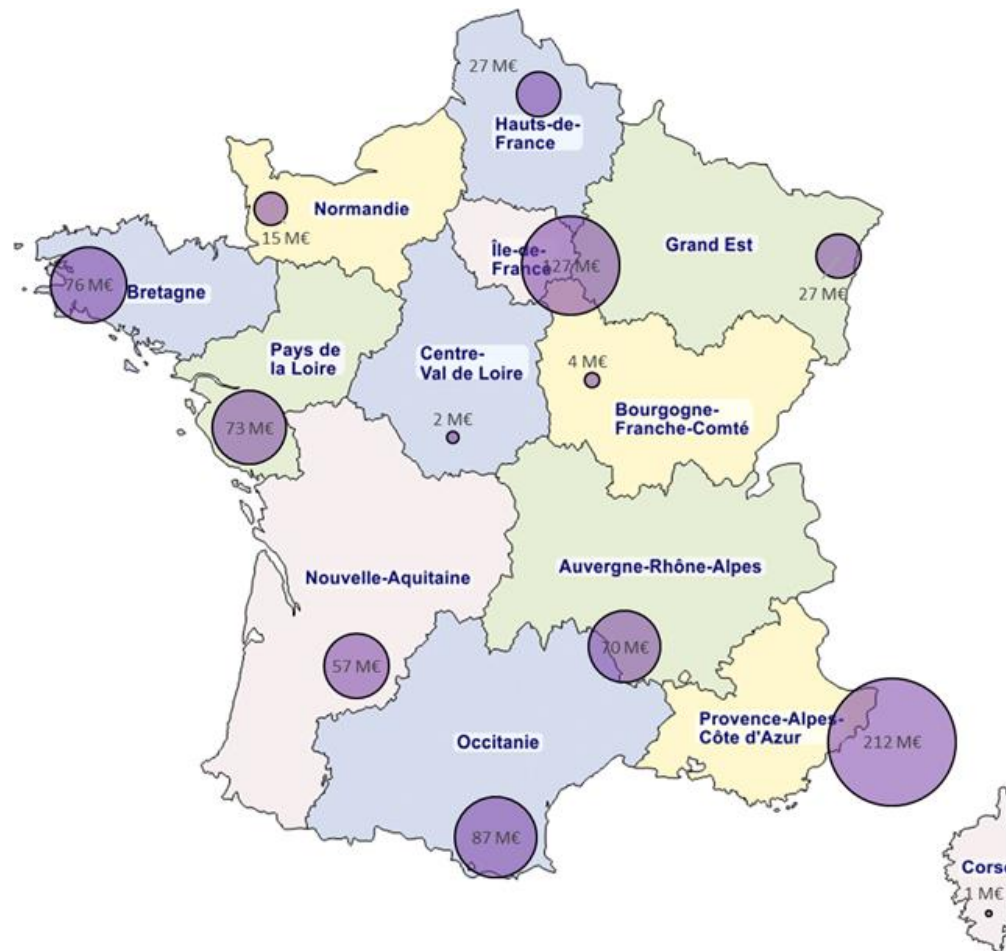 27 M€
Hauts-de-
France
Normandie
15 M€
Île-de-
France
127 M€
Grand Est
27 M€
76 M€
Bretagne
Pays de
la Loire
Centre-
Val de Loire
4 M€
Bourgogne-
Franche-Comté
73 M€
2 M€
Nouvelle-Aquitaine
Auvergne-Rhône-Alpes
57 M€
70 M€
Provence-Alpes-
Côte d'Azur
212 M€
Occitanie
87 M€
Corse
1 M€